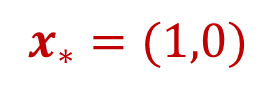 x* = (1,0)